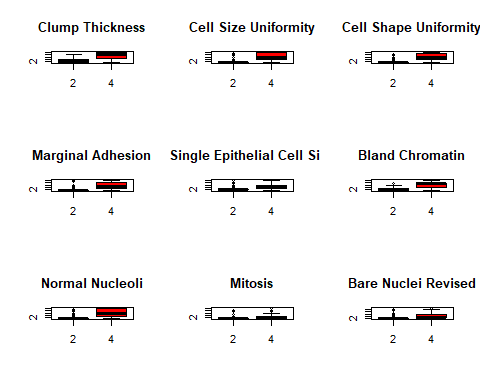 Clump Thickness
Cell Size Uniformity
Cell Shape Uniformity
2
2 4
2
2 4
2
2 4
Marginal Adhesion
Single Epithelial Cell Si
Bland Chromatin
2
2 4
2
2 4
2
2 4
Normal Nucleoli
Mitosis
Bare Nuclei Revised
2
2 4
2
2 4
2
2 4